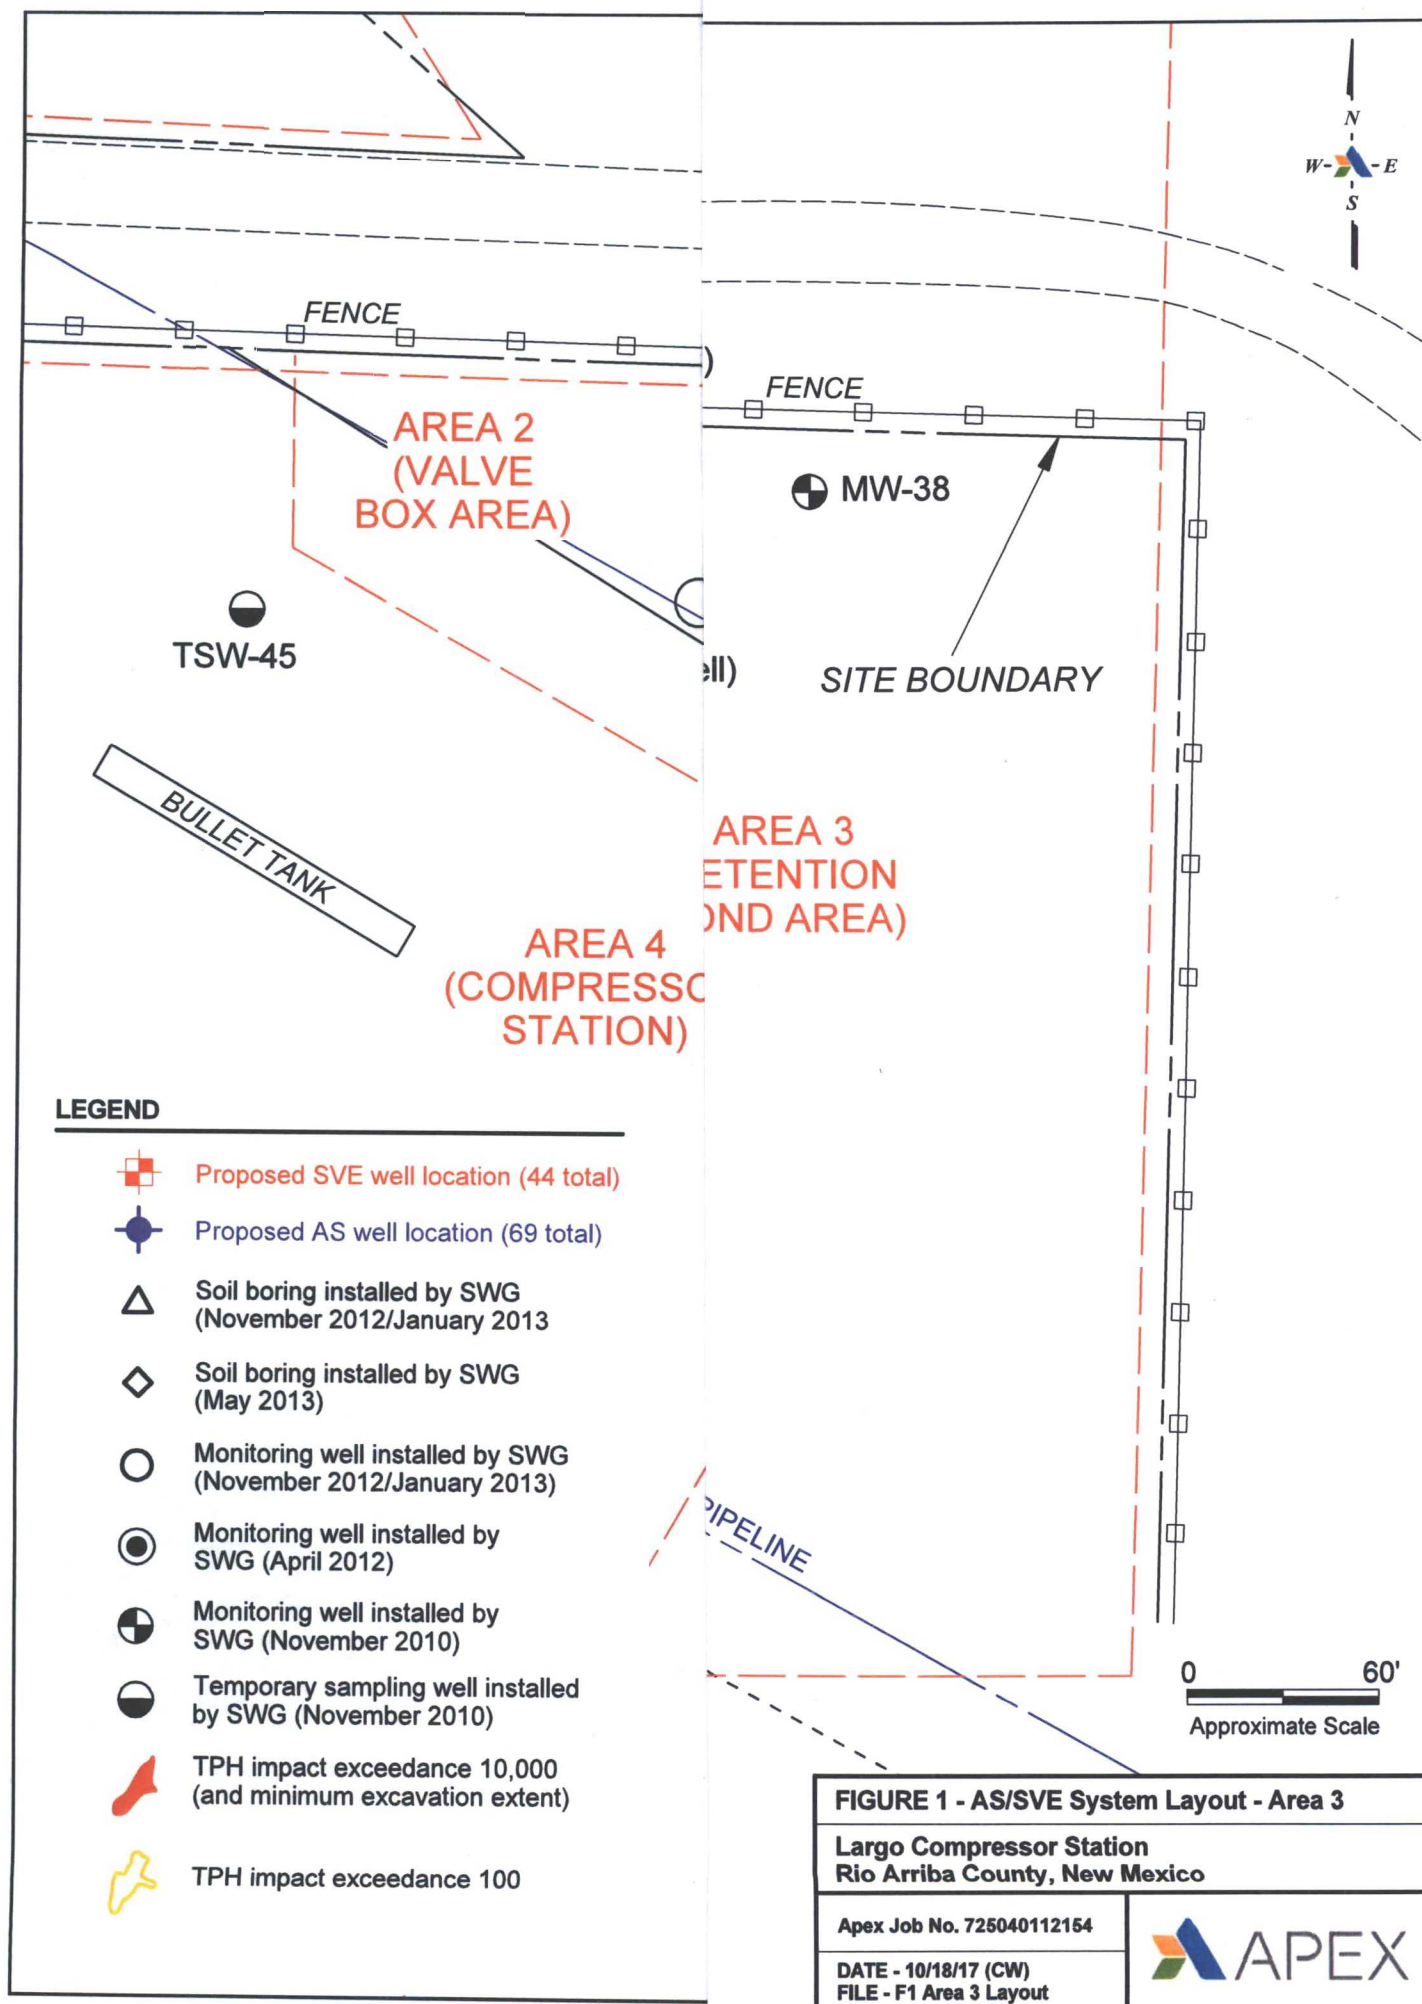 N
W- -E
S
FENCE
)
FENCE
AREA 2
(VALVE
BOX AREA)
MW-38
TSW-45
ell)
SITE BOUNDARY
BULLET TANK
AREA 3
ETENTION
OND AREA)
AREA 4
(COMPRESSO
STATION)
LEGEND
Proposed SVE well location (44 total)
Proposed AS well location (69 total)
Soil boring installed by SWG
(November 2012/January 2013
Soil boring installed by SWG
(May 2013)
Monitoring well installed by SWG
(November 2012/January 2013)
Monitoring well installed by
SWG (April 2012)
Monitoring well installed by
SWG (November 2010)
Temporary sampling well installed
by SWG (November 2010)
TPH impact exceedance 10,000
(and minimum excavation extent)
TPH impact exceedance 100
PIPELINE
0 60'
Approximate Scale
FIGURE 1 - AS/SVE System Layout - Area 3
Largo Compressor Station
Rio Arriba County, New Mexico
Apex Job No. 725040112154
DATE - 10/18/17 (CW)
FILE - F1 Area 3 Layout
APEX